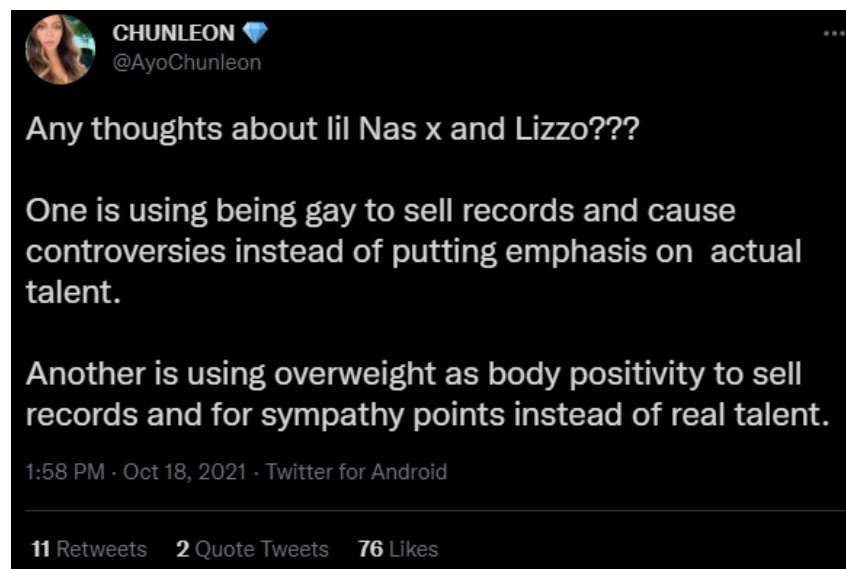 CHUNLEON 💎
@AyoChunleon
Any thoughts about lil Nas x and Lizzo???
One is using being gay to sell records and cause
controversies instead of putting emphasis on  actual
talent.
Another is using overweight as body positivity to sell
records and for sympathy points instead of real talent.
1:58 PM · Oct 18, 2021 · Twitter for Android
11 Retweets 2 Quote Tweets 76 Likes